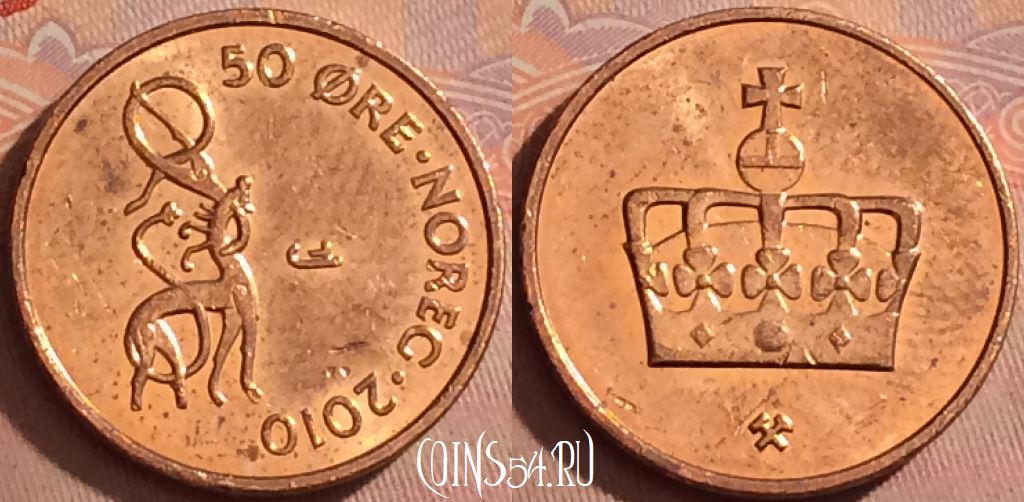 50 ØRE · NOREG · 2010
COINS54.RU